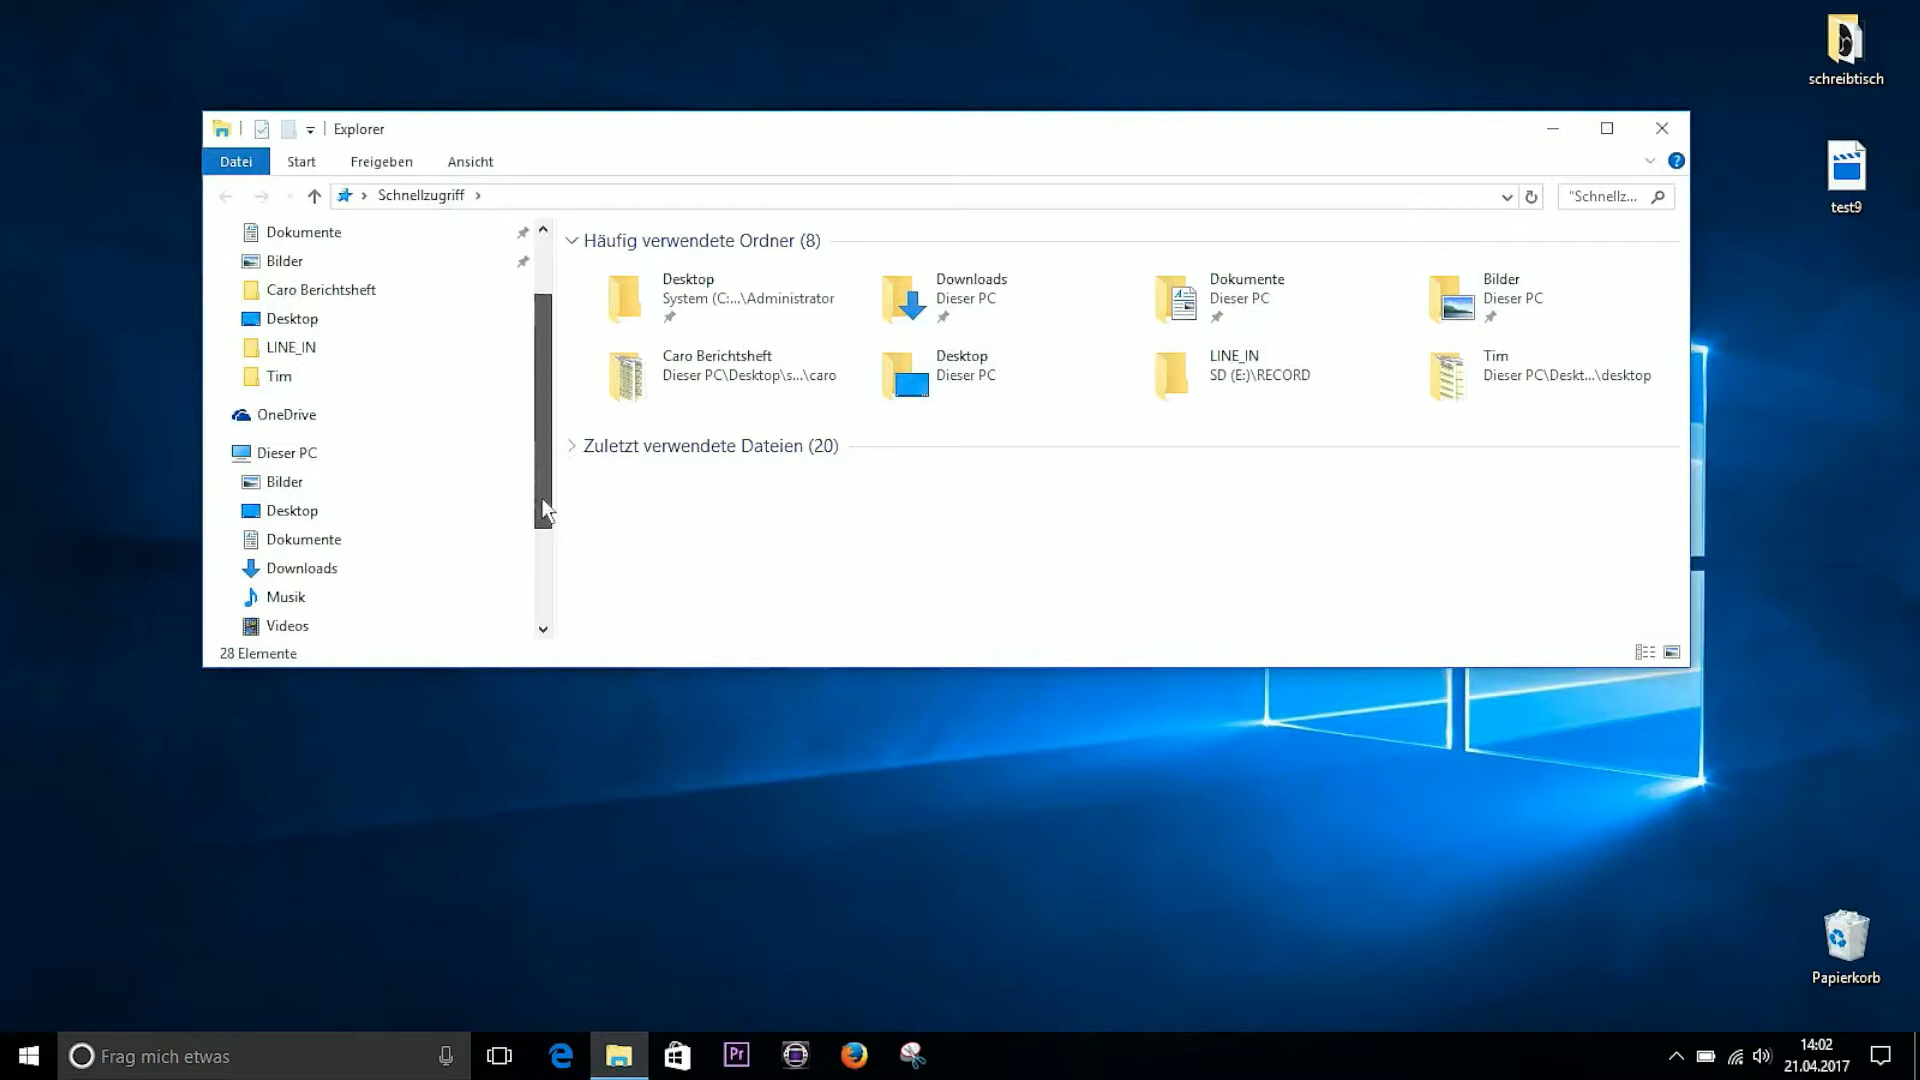 schreibtisch
Explorer
Datei Start Freigeben Ansicht
Schnellzugriff
"Schnellz...
test9
Dokumente
Bilder
Caro Berichtsheft
Desktop
LINE_IN
Tim
OneDrive
Dieser PC
Bilder
Desktop
Dokumente
Downloads
Musik
Videos
28 Elemente
Häufig verwendete Ordner (8)
Desktop
System (C:...\Administrator
Downloads
Dieser PC
Dokumente
Dieser PC
Bilder
Dieser PC
Caro Berichtsheft
Dieser PC\Desktop\s...\caro
Desktop
Dieser PC
LINE_IN
SD (E:)\RECORD
Tim
Dieser PC\Deskt...\desktop
Zuletzt verwendete Dateien (20)
Papierkorb
Frag mich etwas
Pr
14:02
21.04.2017